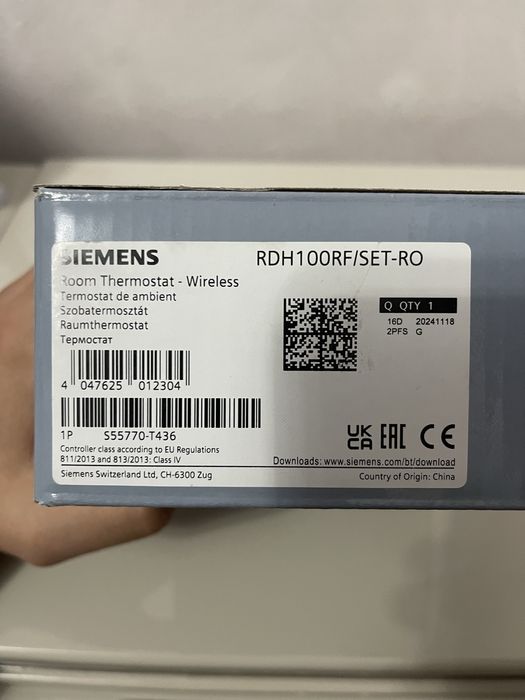 SIEMENS
RDH100RF/SET-RO
Room Thermostat - Wireless
Termostat de ambient
Szobatermosztát
Raumthermostat
Термостат
Q QTY 1
16D 20241118
2PFS G
4 047625 012304
1P S55770-T436
Controller class according to EU Regulations
811/2013 and 813/2013: Class IV
UK
CA EAC CE
Downloads: www.siemens.com/bt/download
Siemens Switzerland Ltd, CH-6300 Zug
Country of Origin: China